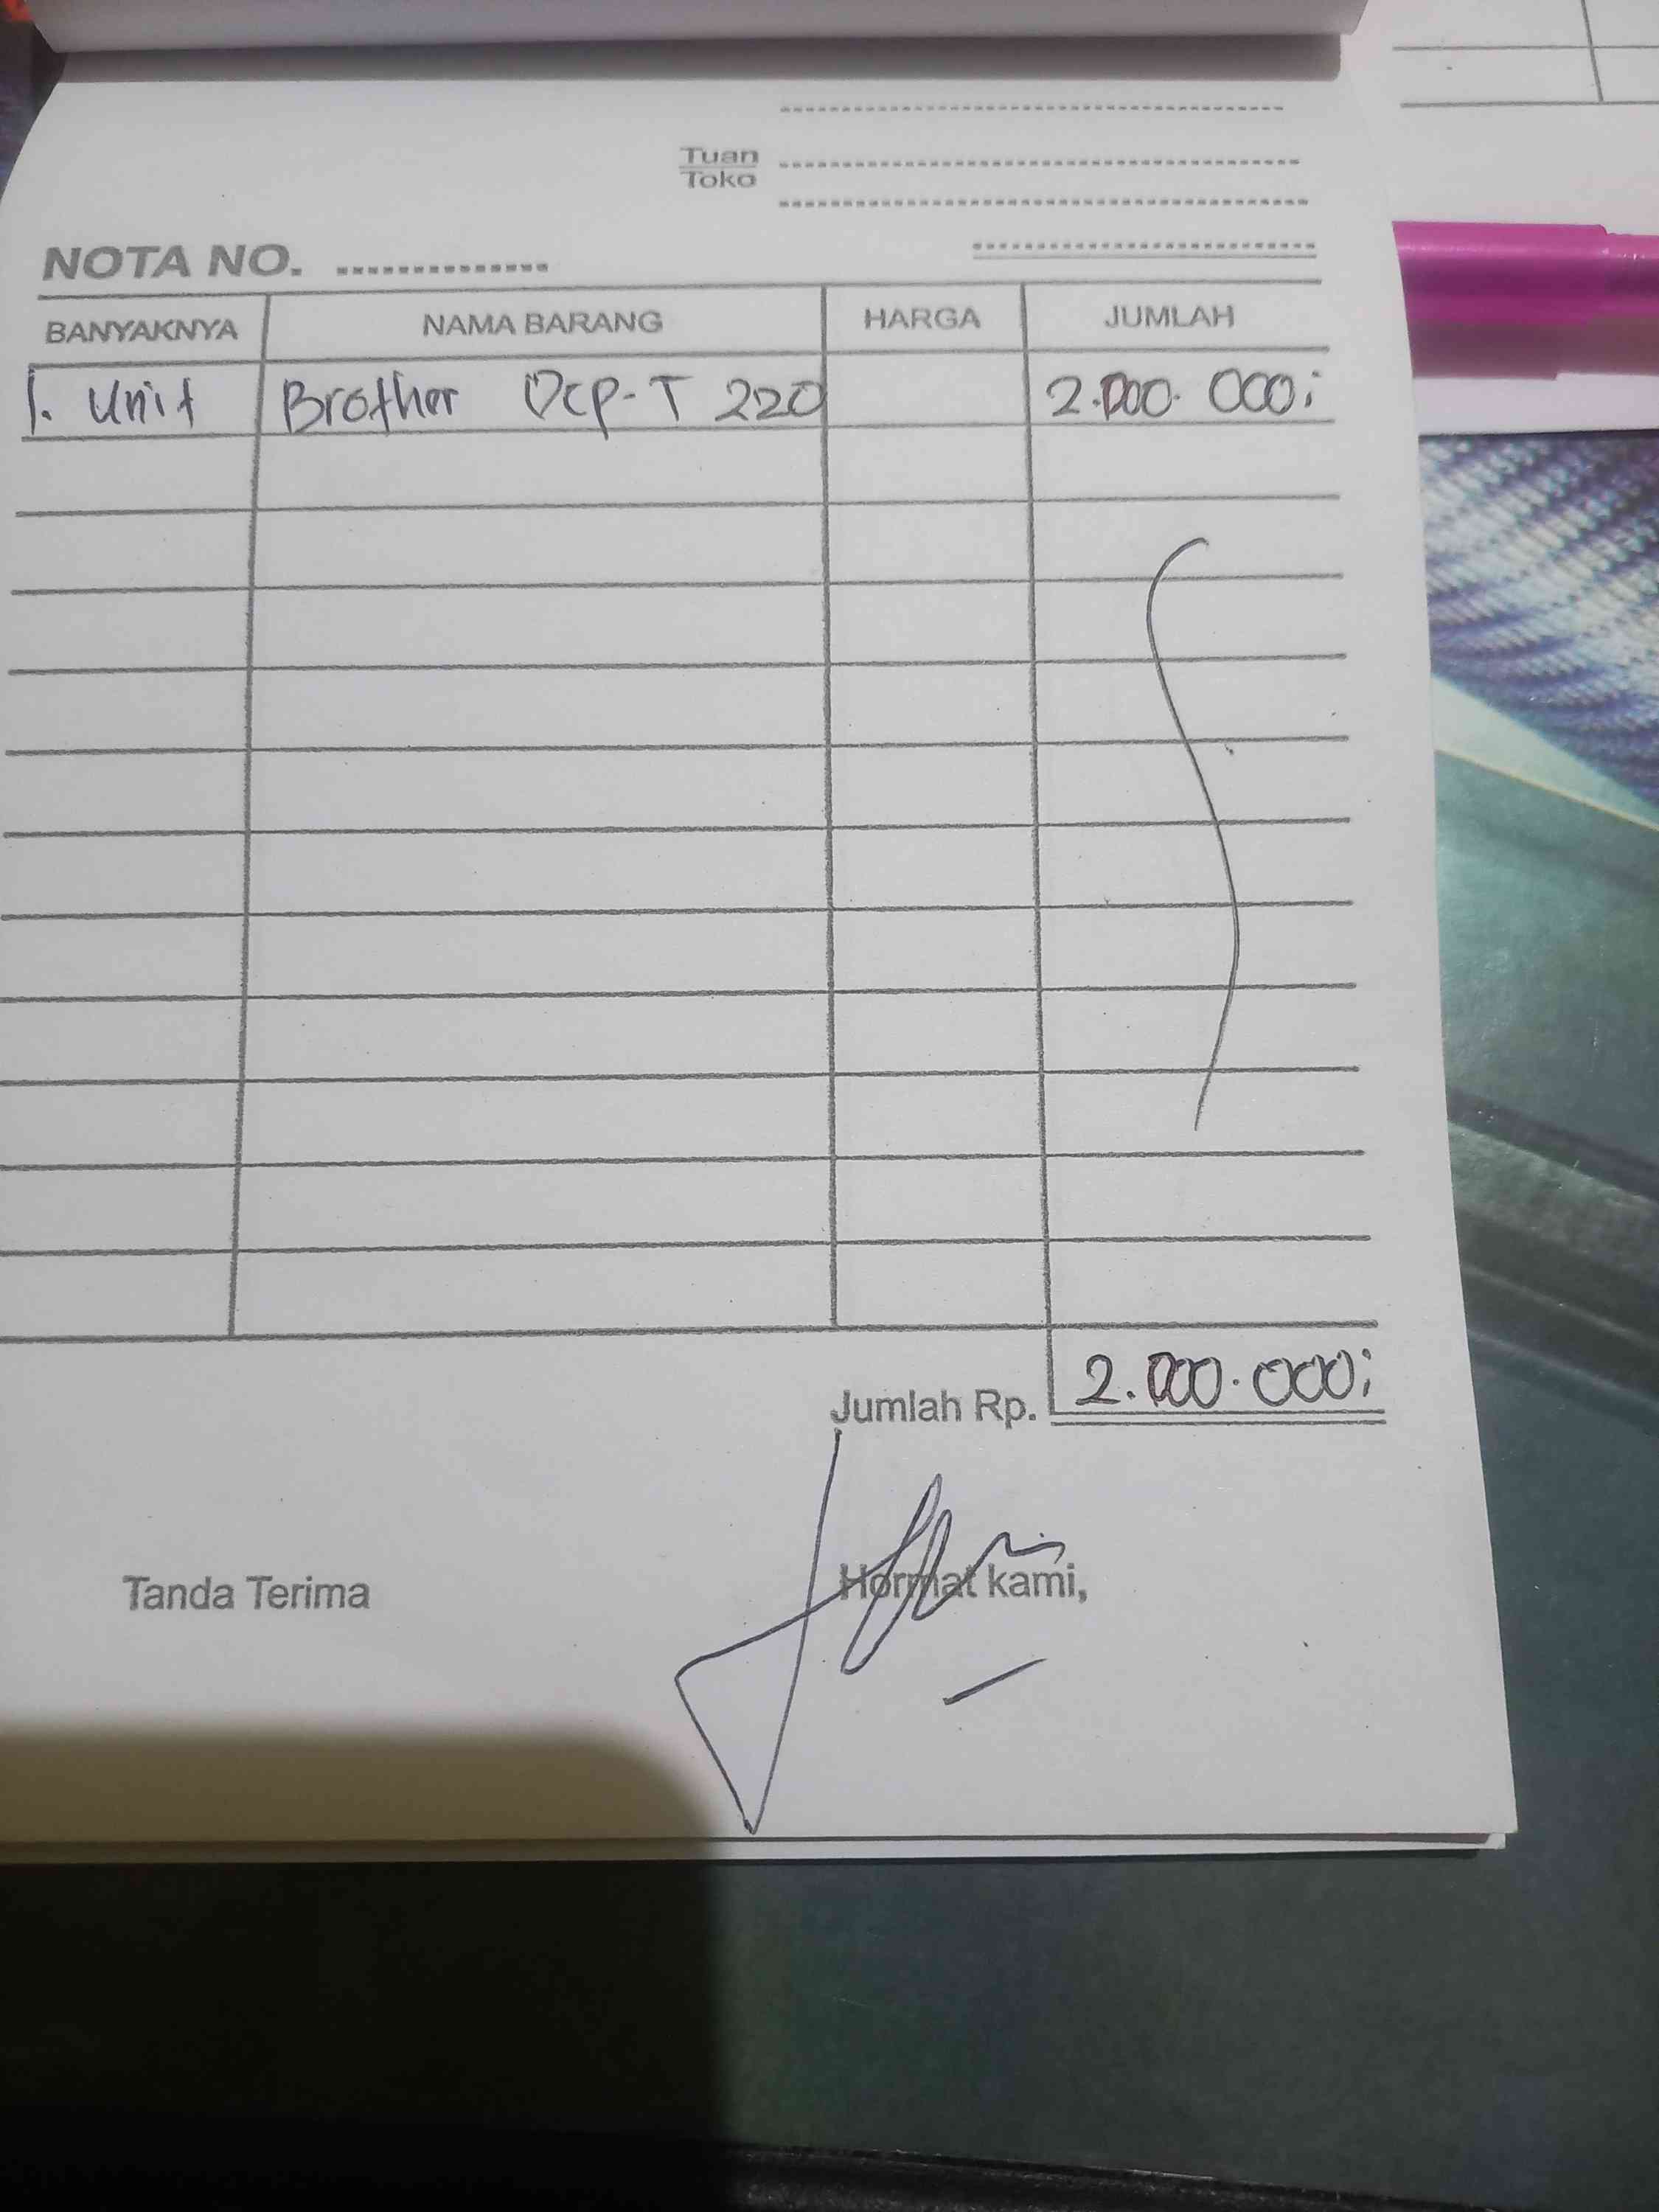 Tuan
Toko
NOTA NO. ...............
BANYAKNYA NAMA BARANG HARGA JUMLAH
1. Unit Brother Dcp-T 220 2.000.000;
Jumlah Rp. 2.000.000;
Tanda Terima Hormat kami,